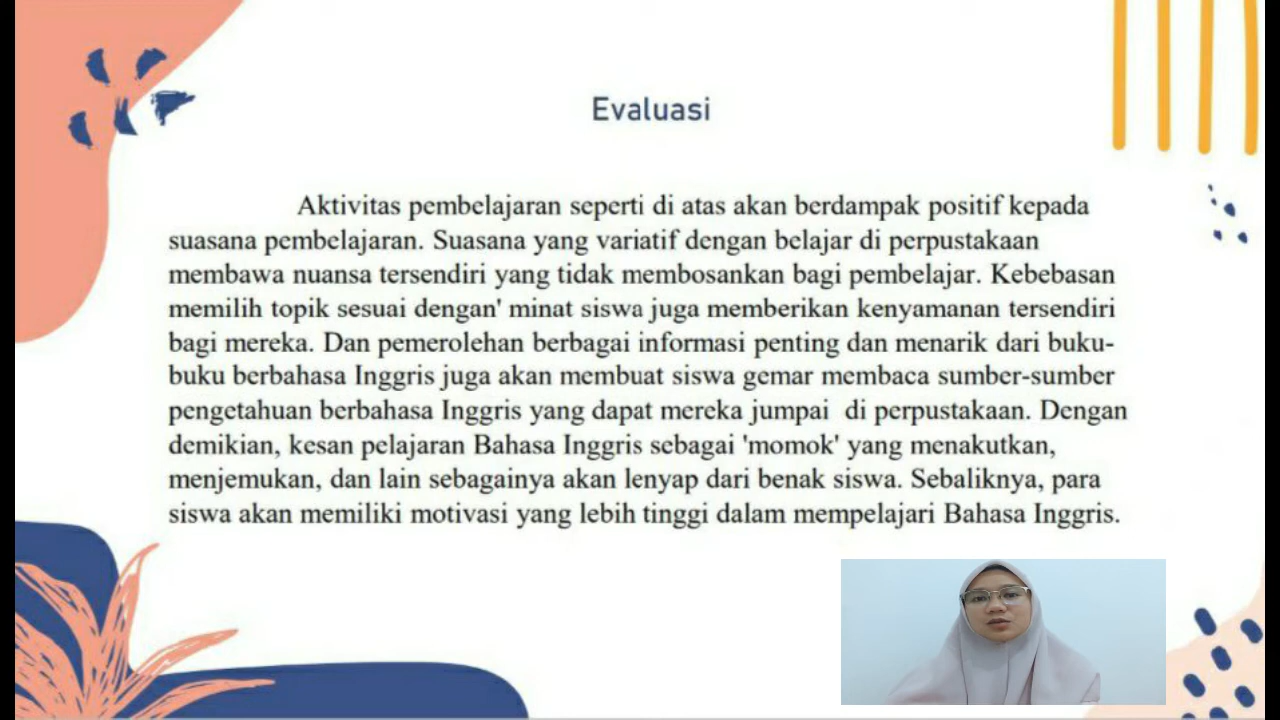 Evaluasi
Aktivitas pembelajaran seperti di atas akan berdampak positif kepada
suasana pembelajaran. Suasana yang variatif dengan belajar di perpustakaan
membawa nuansa tersendiri yang tidak membosankan bagi pembelajar. Kebebasan
memilih topik sesuai dengan' minat siswa juga memberikan kenyamanan tersendiri
bagi mereka. Dan pemerolehan berbagai informasi penting dan menarik dari buku-
buku berbahasa Inggris juga akan membuat siswa gemar membaca sumber-sumber
pengetahuan berbahasa Inggris yang dapat mereka jumpai  di perpustakaan. Dengan
demikian, kesan pelajaran Bahasa Inggris sebagai 'momok' yang menakutkan,
menjemukan, dan lain sebagainya akan lenyap dari benak siswa. Sebaliknya, para
siswa akan memiliki motivasi yang lebih tinggi dalam mempelajari Bahasa Inggris.